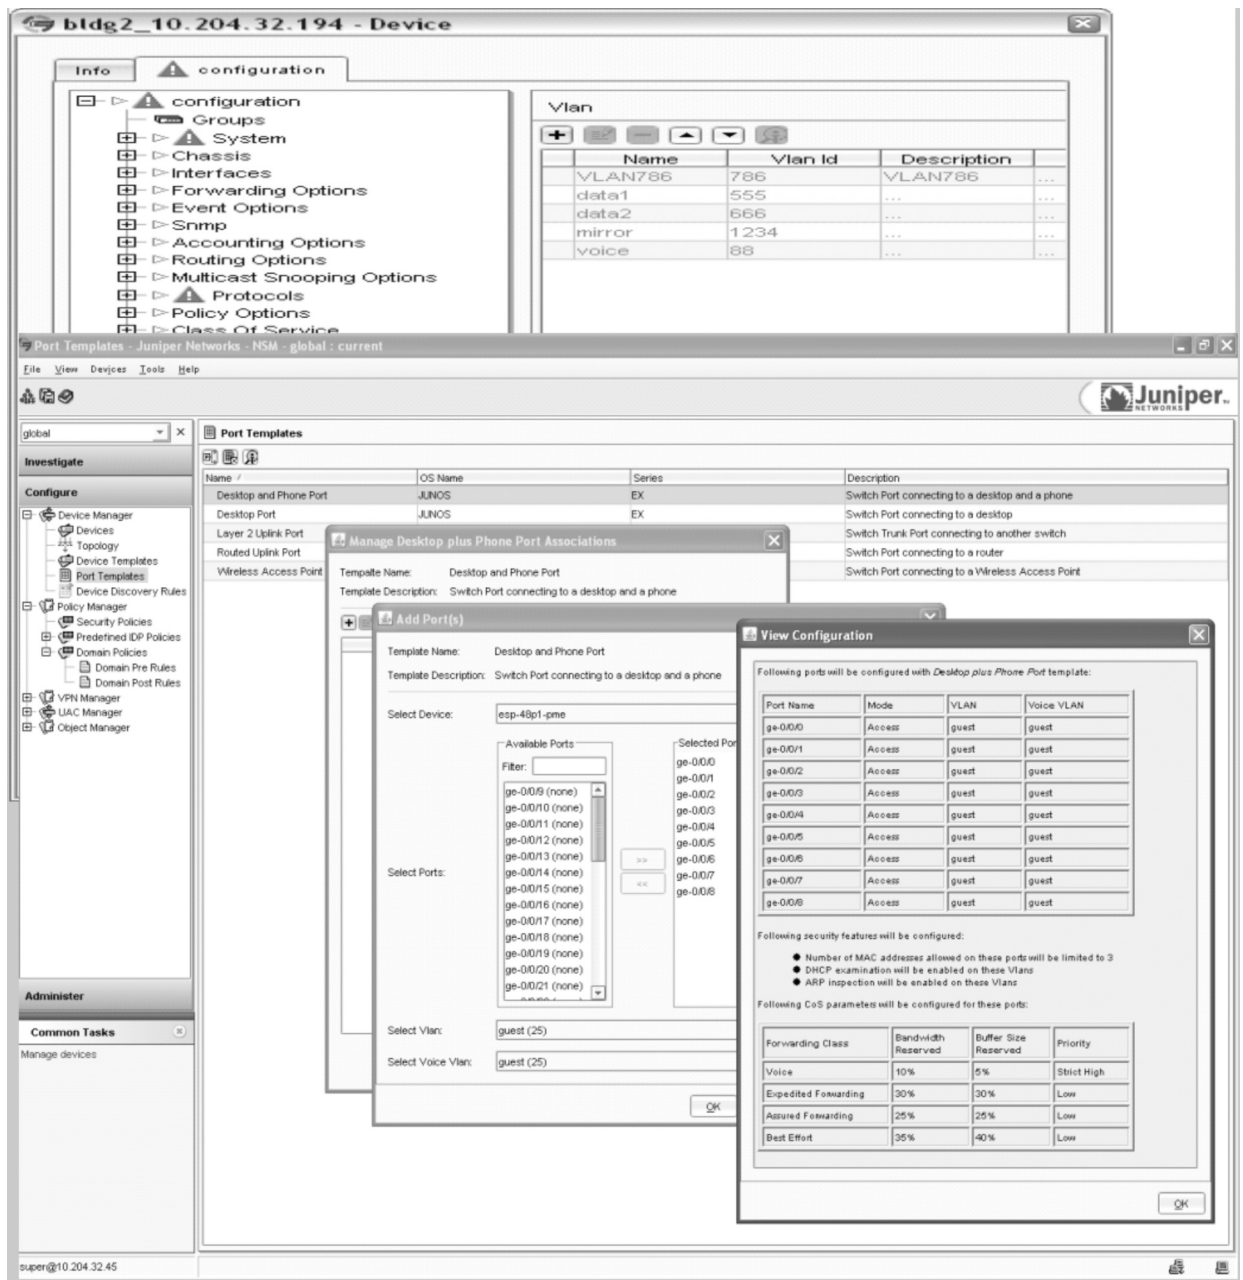 bldg2_10.204.32.194 - Device
Info
configuration
configuration
Groups
System
Chassis
Interfaces
Forwarding Options
Event Options
Snmp
Accounting Options
Routing Options
Multicast Snooping Options
Protocols
Policy Options
Class Of Service
Vlan
Name Vlan Id Description
VLAN786 786 VLAN786 ...
data1 555 ... ...
data2 666 ... ...
mirror 1234 ... ...
voice 88 ... ...
Port Templates - Juniper Networks - NSM - global : current
File View Devices Tools Help
Juniper
NETWORKS
global
Investigate
Configure
Device Manager
Devices
Topology
Device Templates
Port Templates
Device Discovery Rules
Policy Manager
Security Policies
Predefined IDP Policies
Domain Policies
Domain Pre Rules
Domain Post Rules
VPN Manager
UAC Manager
Object Manager
Administer
Common Tasks
Manage devices
super@10.204.32.45
Port Templates
Name / OS Name Series Description
Desktop and Phone Port JUNOS EX Switch Port connecting to a desktop and a phone
Desktop Port JUNOS EX Switch Port connecting to a desktop
Layer 2 Uplink Port Switch Trunk Port connecting to another switch
Routed Uplink Port Switch Port connecting to a router
Wireless Access Point Switch Port connecting to a Wireless Access Point
Manage Desktop plus Phone Port Associations
Tempalte Name: Desktop and Phone Port
Template Description: Switch Port connecting to a desktop and a phone
Add Port(s)
Template Name: Desktop and Phone Port
Template Description: Switch Port connecting to a desktop and a phone
Select Device: esp-48p1-pme
Select Ports:
Available Ports
Filter:
ge-0/0/9 (none)
ge-0/0/10 (none)
ge-0/0/11 (none)
ge-0/0/12 (none)
ge-0/0/13 (none)
ge-0/0/14 (none)
ge-0/0/15 (none)
ge-0/0/16 (none)
ge-0/0/17 (none)
ge-0/0/18 (none)
ge-0/0/19 (none)
ge-0/0/20 (none)
ge-0/0/21 (none)
>>
<<
Selected Por
ge-0/0/0
ge-0/0/1
ge-0/0/2
ge-0/0/3
ge-0/0/4
ge-0/0/5
ge-0/0/6
ge-0/0/7
ge-0/0/8
Select Vlan: guest (25)
Select Voice Vlan: guest (25)
OK
View Configuration
Following ports will be configured with Desktop plus Phone Port template:
Port Name Mode VLAN Voice VLAN
ge-0/0/0 Access guest guest
ge-0/0/1 Access guest guest
ge-0/0/2 Access guest guest
ge-0/0/3 Access guest guest
ge-0/0/4 Access guest guest
ge-0/0/5 Access guest guest
ge-0/0/6 Access guest guest
ge-0/0/7 Access guest guest
ge-0/0/8 Access guest guest
Following security features will be configured:
Number of MAC addresses allowed on these ports will be limited to 3
DHCP examination will be enabled on these Vlans
ARP inspection will be enabled on these Vlans
Following CoS parameters will be configured for these ports:
Forwarding Class Bandwidth Reserved Buffer Size Reserved Priority
Voice 10% 5% Strict High
Expedited Forwarding 30% 30% Low
Assured Forwarding 25% 25% Low
Best Effort 35% 40% Low
OK